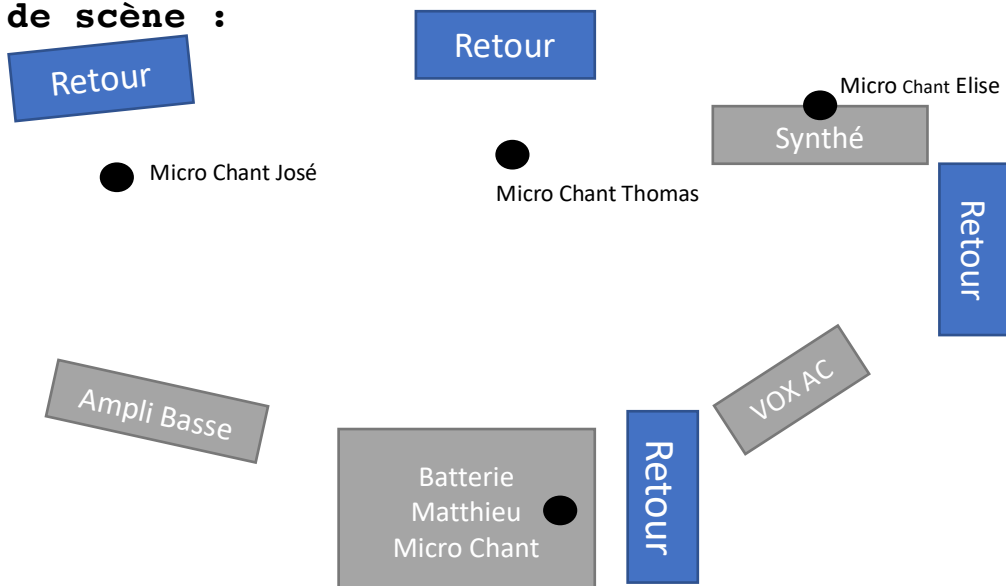 de scène :
Retour
Retour
Micro Chant Elise
Synthé
Micro Chant José
Micro Chant Thomas
Retour
VOX AC
Ampli Basse
Batterie
Matthieu
Micro Chant
Retour